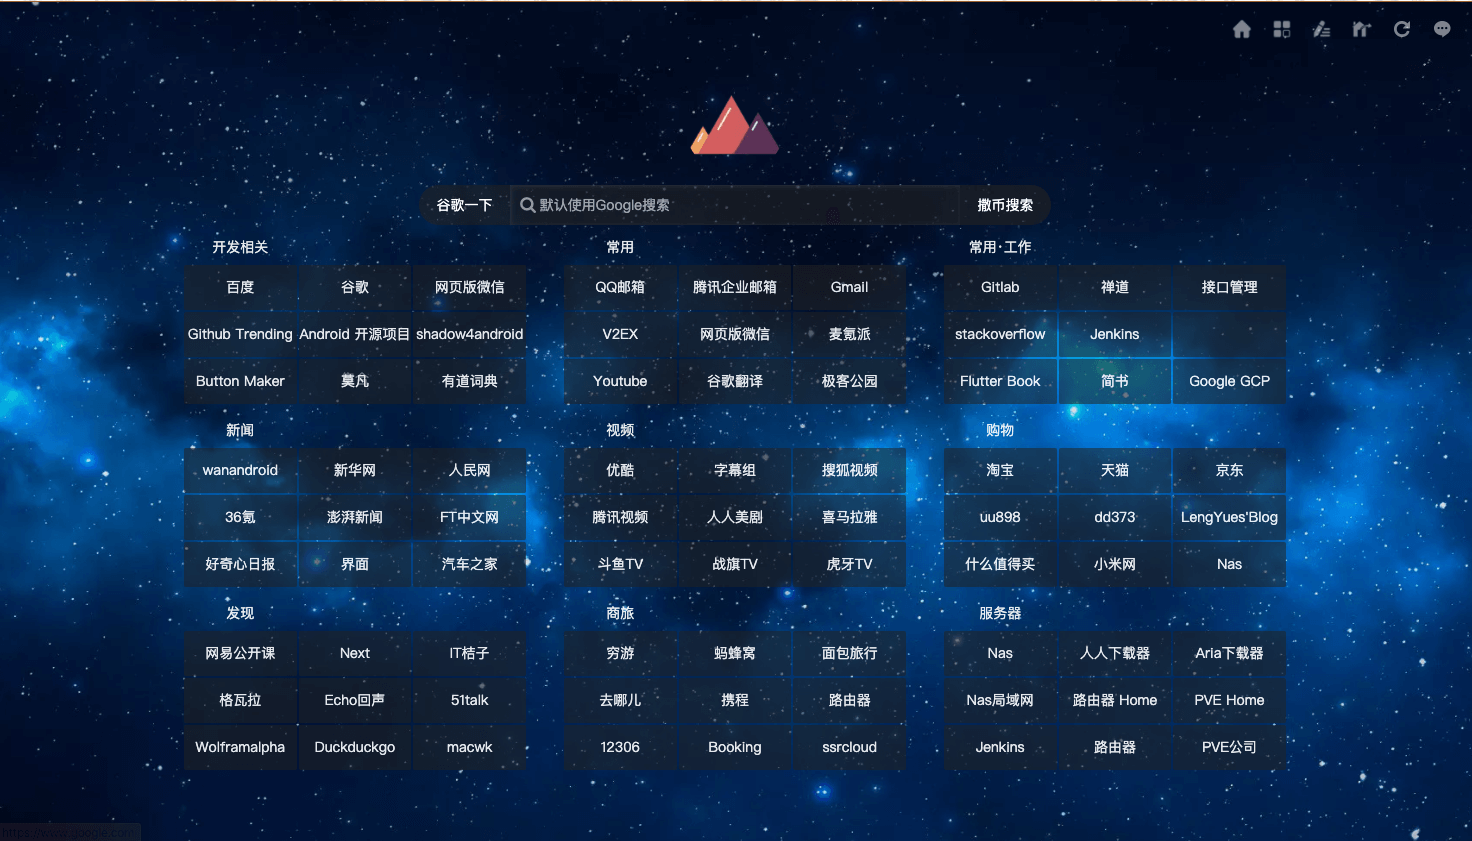 谷歌一下 默认使用Google搜索 撒币搜索
开发相关
百度 谷歌 网页版微信
Github Trending Android 开源项目 shadow4android
Button Maker 莫凡 有道词典
常用
QQ邮箱 腾讯企业邮箱 Gmail
V2EX 网页版微信 麦氪派
Youtube 谷歌翻译 极客公园
常用·工作
Gitlab 禅道 接口管理
stackoverflow Jenkins
Flutter Book 简书 Google GCP
新闻
wanandroid 新华网 人民网
36氪 澎湃新闻 FT中文网
好奇心日报 界面 汽车之家
视频
优酷 字幕组 搜狐视频
腾讯视频 人人美剧 喜马拉雅
斗鱼TV 战旗TV 虎牙TV
购物
淘宝 天猫 京东
uu898 dd373 LengYues'Blog
什么值得买 小米网 Nas
发现
网易公开课 Next IT桔子
格瓦拉 Echo回声 51talk
Wolframalpha Duckduckgo macwk
商旅
穷游 蚂蜂窝 面包旅行
去哪儿 携程 路由器
12306 Booking ssrcloud
服务器
Nas 人人下载器 Aria下载器
Nas局域网 路由器 Home PVE Home
Jenkins 路由器 PVE公司
https://www.google.com